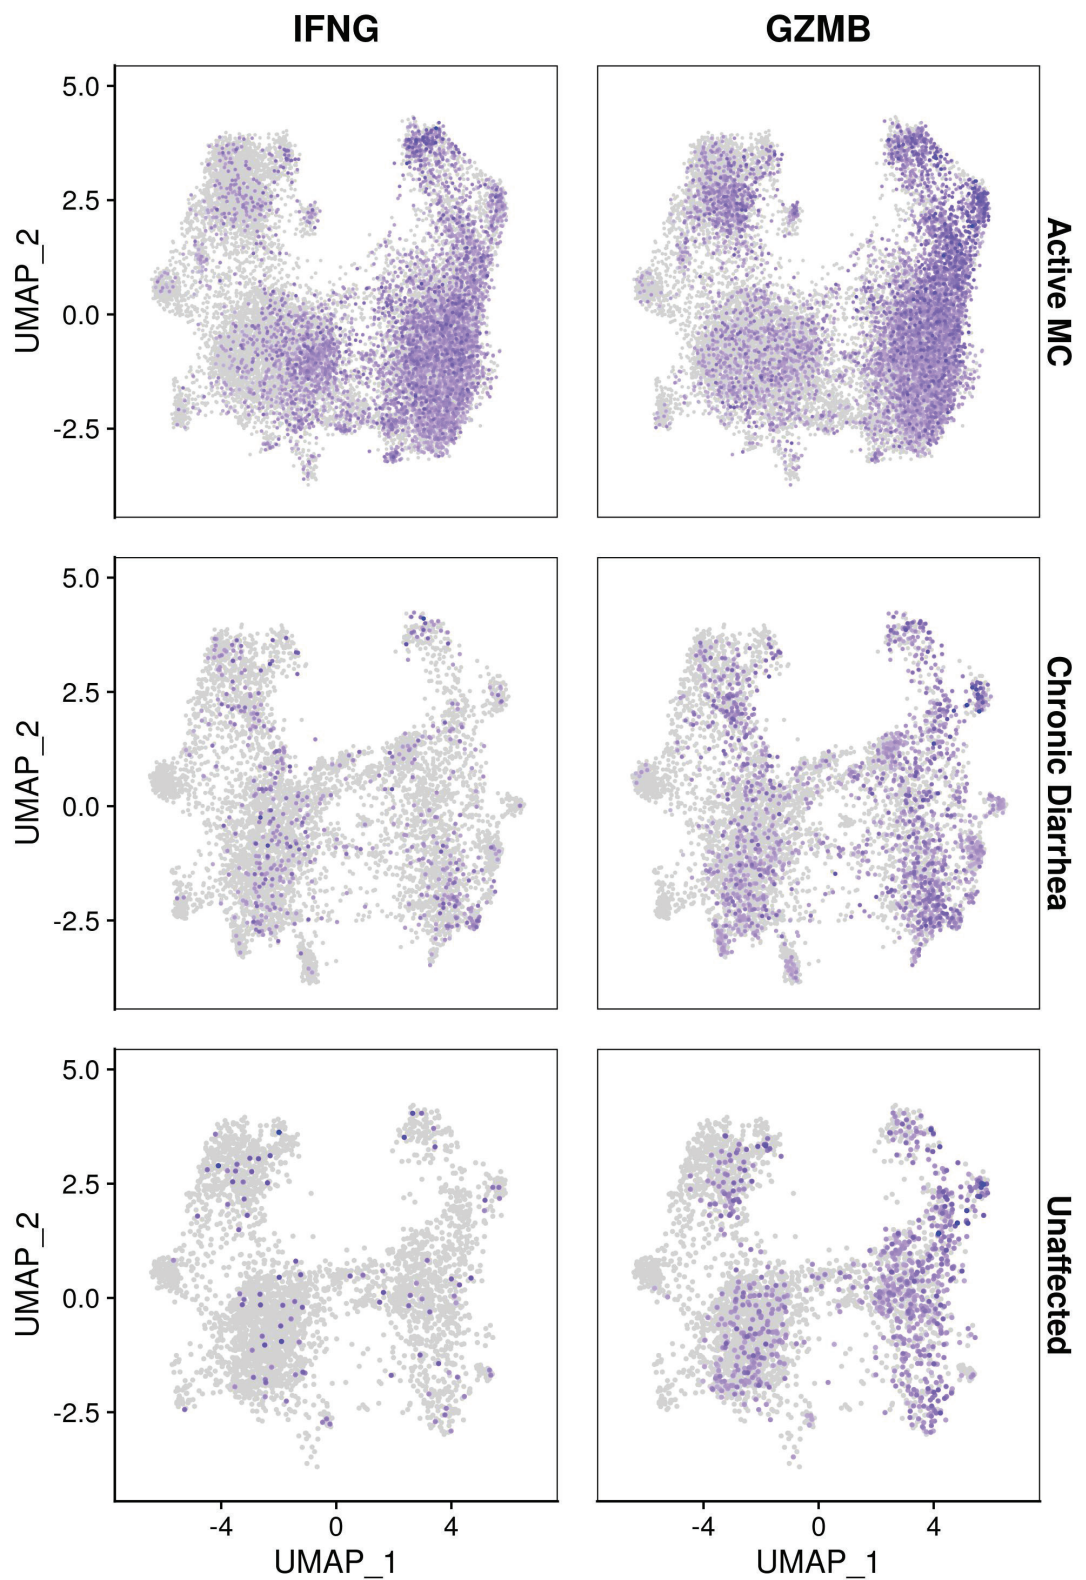 IFNG GZMB
5.0
2.5
0.0
-2.5
UMAP_2
Active MC
5.0
2.5
0.0
-2.5
UMAP_2
Chronic Diarrhea
5.0
2.5
0.0
-2.5
UMAP_2
Unaffected
-4 0 4 -4 0 4
UMAP_1 UMAP_1